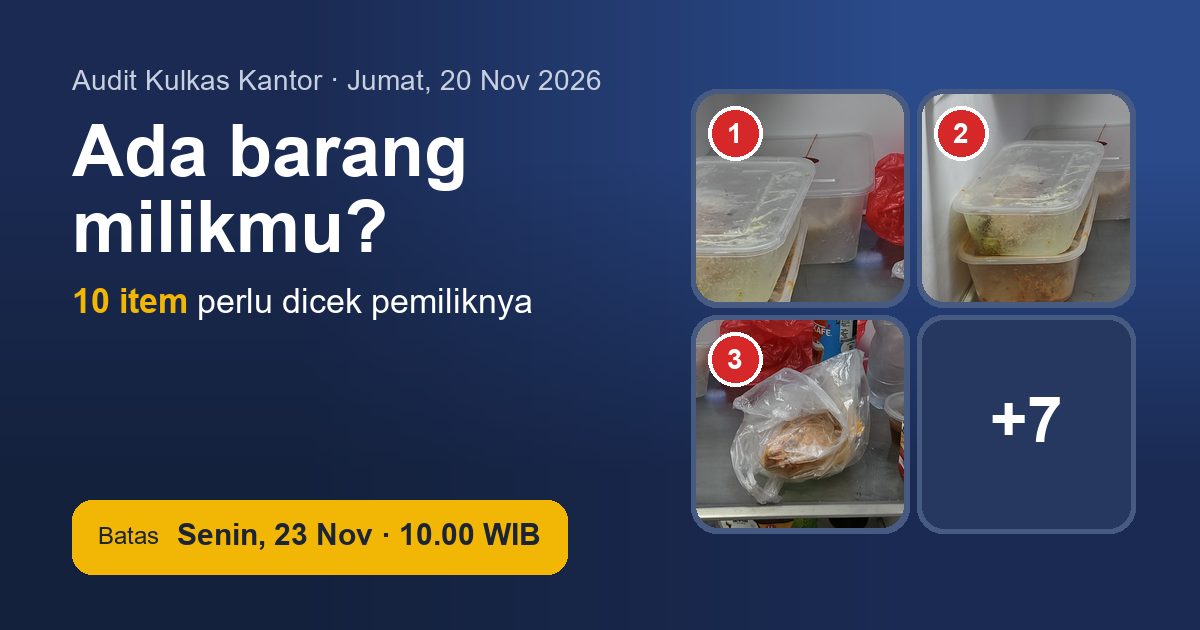 Audit Kulkas Kantor · Jumat, 20 Nov 2026
Ada barang
milikmu?
10 item perlu dicek pemiliknya
Batas Senin, 23 Nov · 10.00 WIB
1
2
3
KAFE
+7